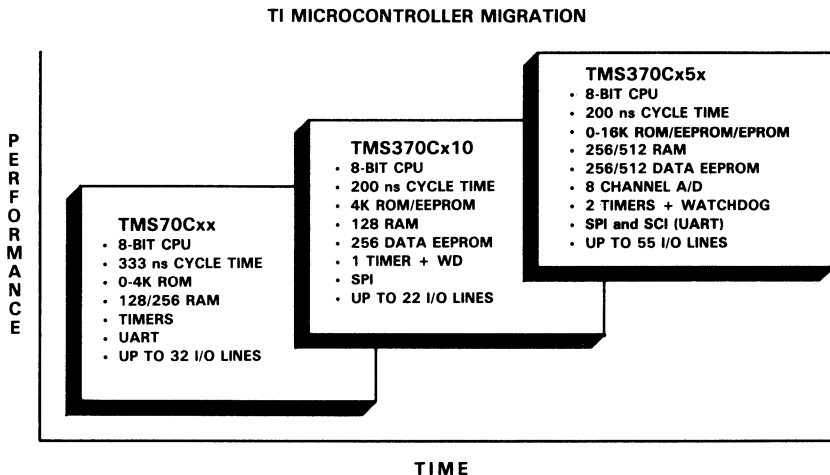 TI MICROCONTROLLER MIGRATION
PERFORMANCE
TMS70Cxx
• 8-BIT CPU
• 333 ns CYCLE TIME
• 0-4K ROM
• 128/256 RAM
• TIMERS
• UART
• UP TO 32 I/O LINES
TMS370Cx10
• 8-BIT CPU
• 200 ns CYCLE TIME
• 4K ROM/EEPROM
• 128 RAM
• 256 DATA EEPROM
• 1 TIMER + WD
• SPI
• UP TO 22 I/O LINES
TMS370Cx5x
• 8-BIT CPU
• 200 ns CYCLE TIME
• 0-16K ROM/EEPROM/EPROM
• 256/512 RAM
• 256/512 DATA EEPROM
• 8 CHANNEL A/D
• 2 TIMERS + WATCHDOG
• SPI and SCI (UART)
• UP TO 55 I/O LINES
TIME